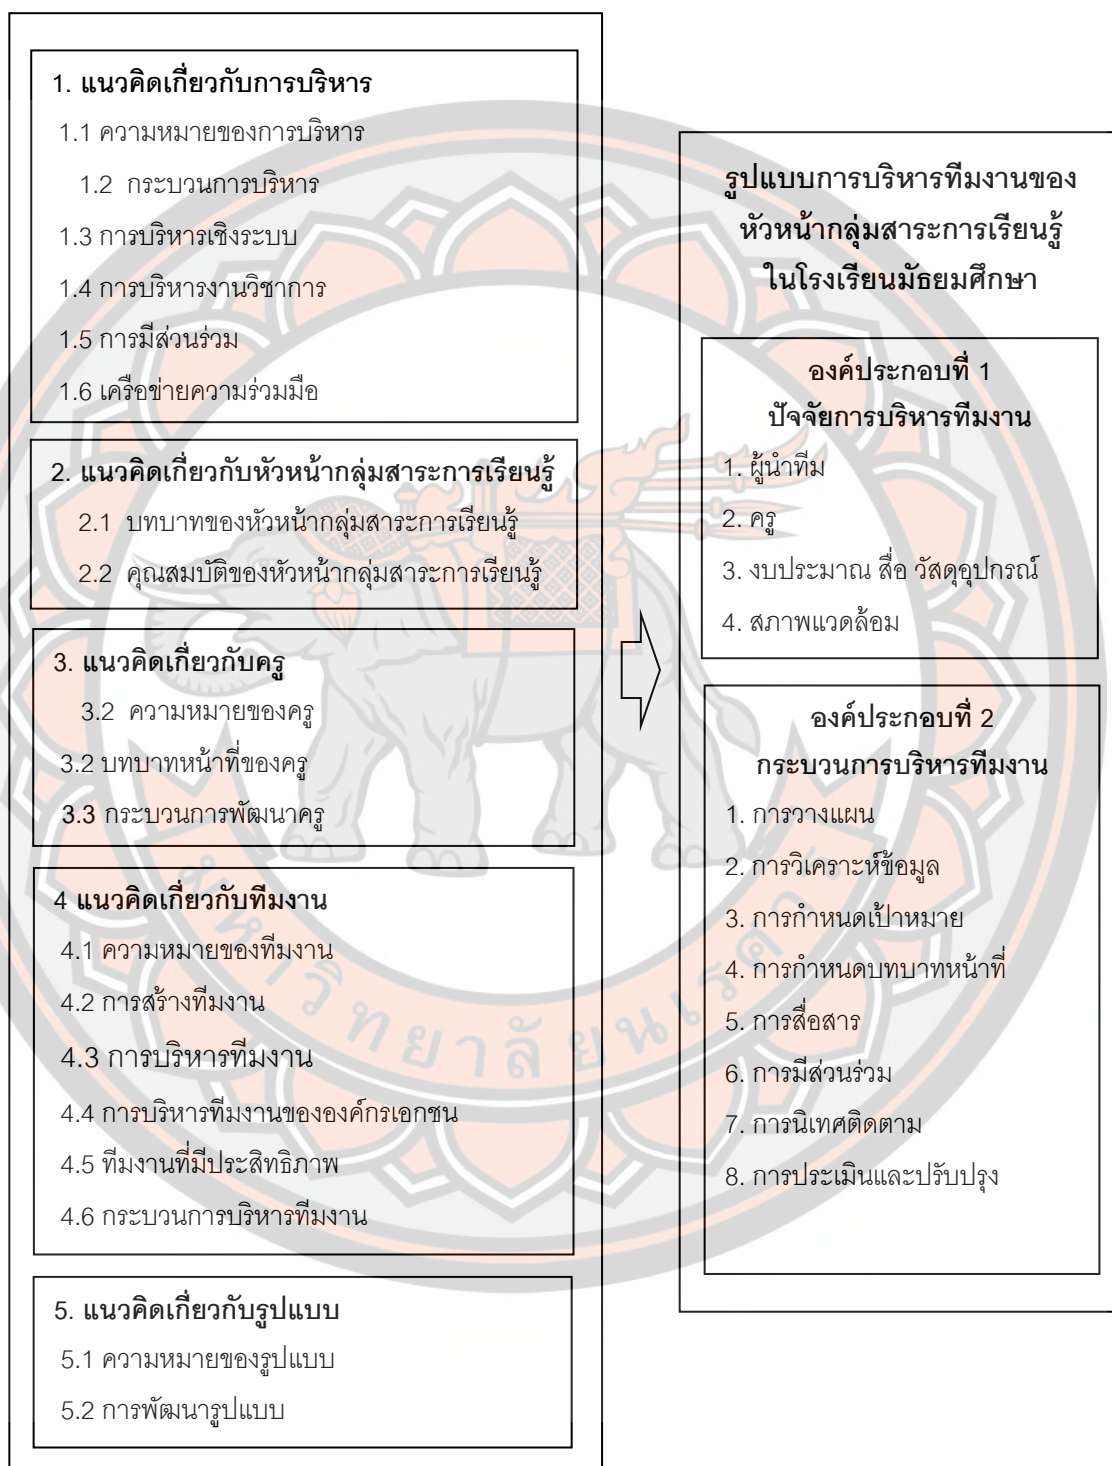 1. แนวคิดเกี่ยวกับการบริหาร
1.1 ความหมายของการบริหาร
1.2 กระบวนการบริหาร
1.3 การบริหารเชิงระบบ
1.4 การบริหารงานวิชาการ
1.5 การมีส่วนร่วม
1.6 เครือข่ายความร่วมมือ
2. แนวคิดเกี่ยวกับหัวหน้ากลุ่มสาระการเรียนรู้
2.1 บทบาทของหัวหน้ากลุ่มสาระการเรียนรู้
2.2 คุณสมบัติของหัวหน้ากลุ่มสาระการเรียนรู้
3. แนวคิดเกี่ยวกับครู
3.2 ความหมายของครู
3.2 บทบาทหน้าที่ของครู
3.3 กระบวนการพัฒนาครู
4 แนวคิดเกี่ยวกับทีมงาน
4.1 ความหมายของทีมงาน
4.2 การสร้างทีมงาน
4.3 การบริหารทีมงาน
4.4 การบริหารทีมงานขององค์กรเอกชน
4.5 ทีมงานที่มีประสิทธิภาพ
4.6 กระบวนการบริหารทีมงาน
5. แนวคิดเกี่ยวกับรูปแบบ
5.1 ความหมายของรูปแบบ
5.2 การพัฒนารูปแบบ
รูปแบบการบริหารทีมงานของ
หัวหน้ากลุ่มสาระการเรียนรู้
ในโรงเรียนมัธยมศึกษา
องค์ประกอบที่ 1
ปัจจัยการบริหารทีมงาน
1. ผู้นำทีม
2. ครู
3. งบประมาณ สื่อ วัสดุอุปกรณ์
4. สภาพแวดล้อม
องค์ประกอบที่ 2
กระบวนการบริหารทีมงาน
1. การวางแผน
2. การวิเคราะห์ข้อมูล
3. การกำหนดเป้าหมาย
4. การกำหนดบทบาทหน้าที่
5. การสื่อสาร
6. การมีส่วนร่วม
7. การนิเทศติดตาม
8. การประเมินและปรับปรุง
มหาวิทยาลัยนเรศวร